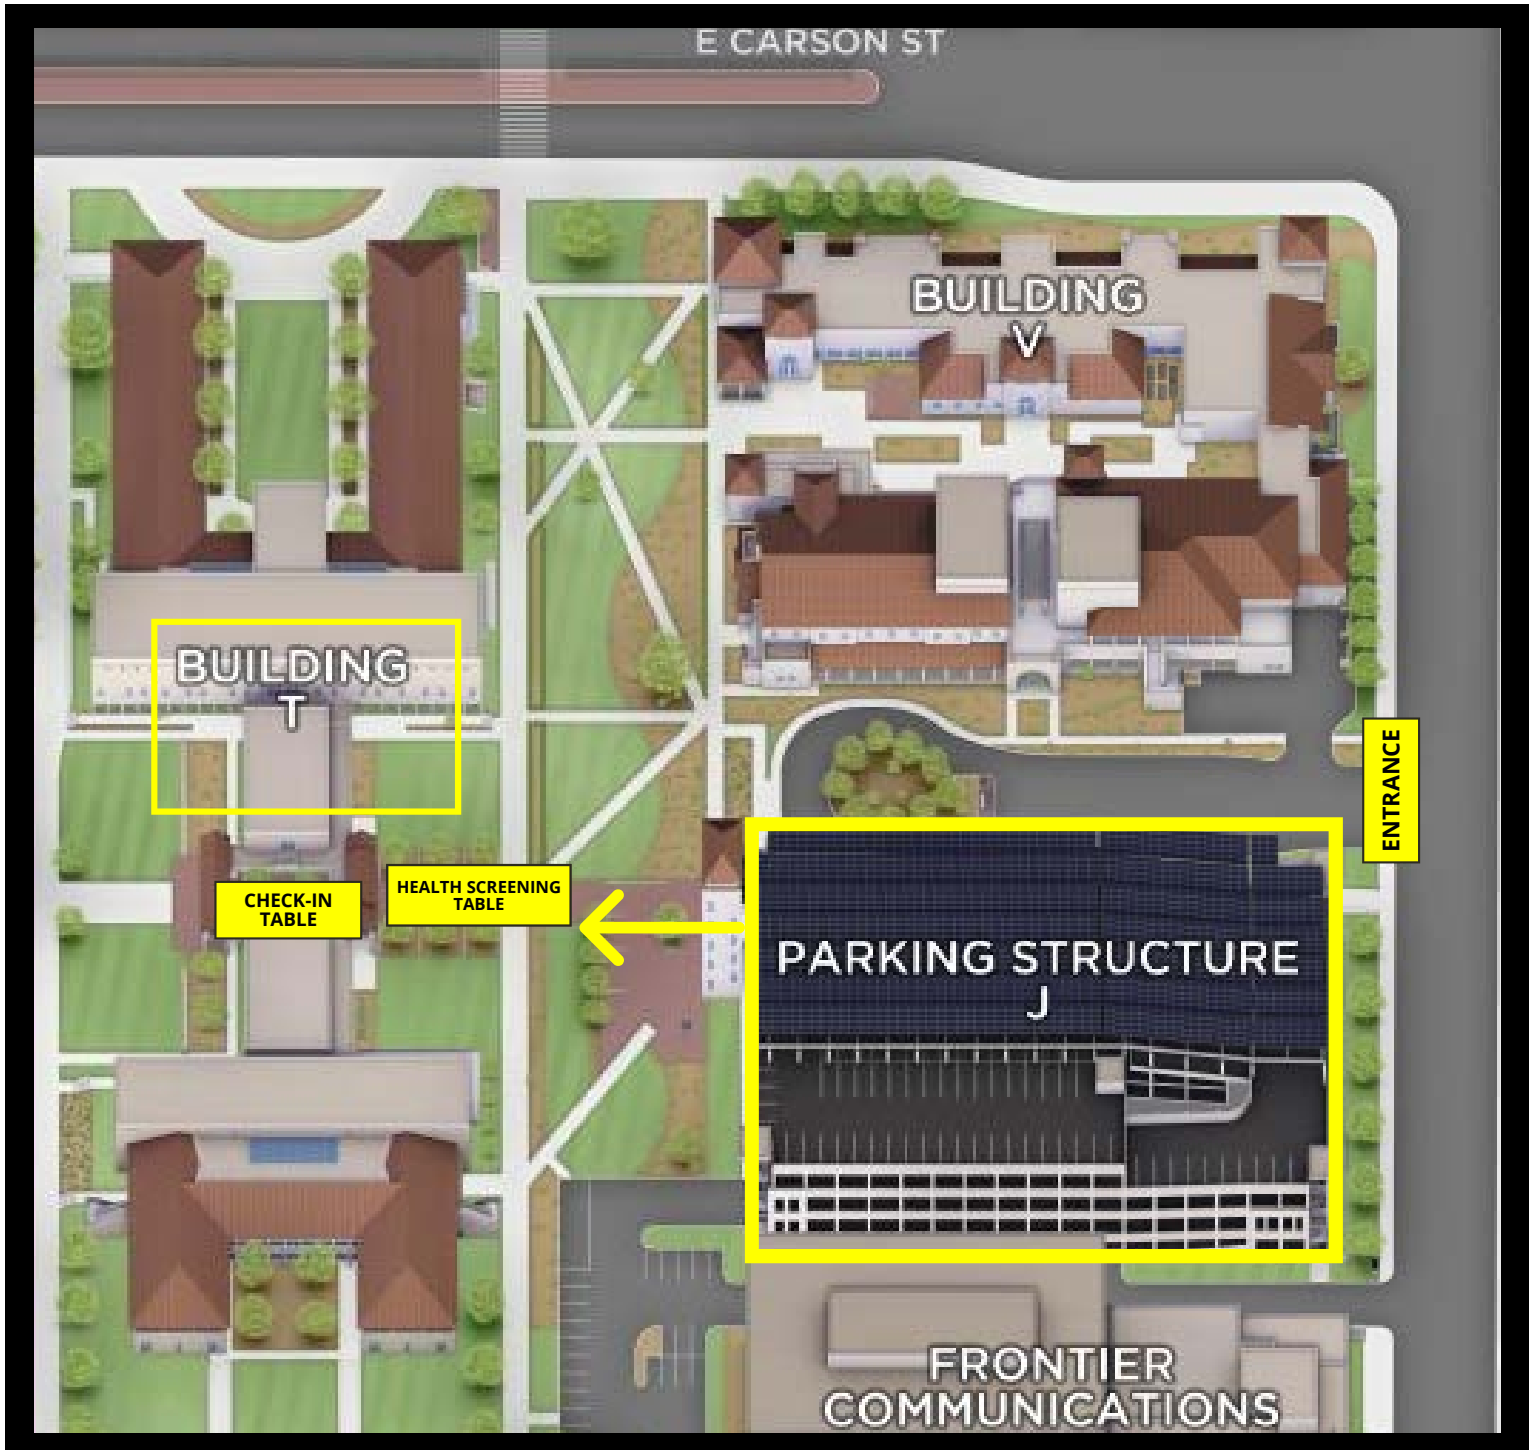 E CARSON ST
BUILDING
V
BUILDING
T
ENTRANCE
HEALTH SCREENING
TABLE
CHECK-IN
TABLE
PARKING STRUCTURE
J
FRONTIER
COMMUNICATIONS